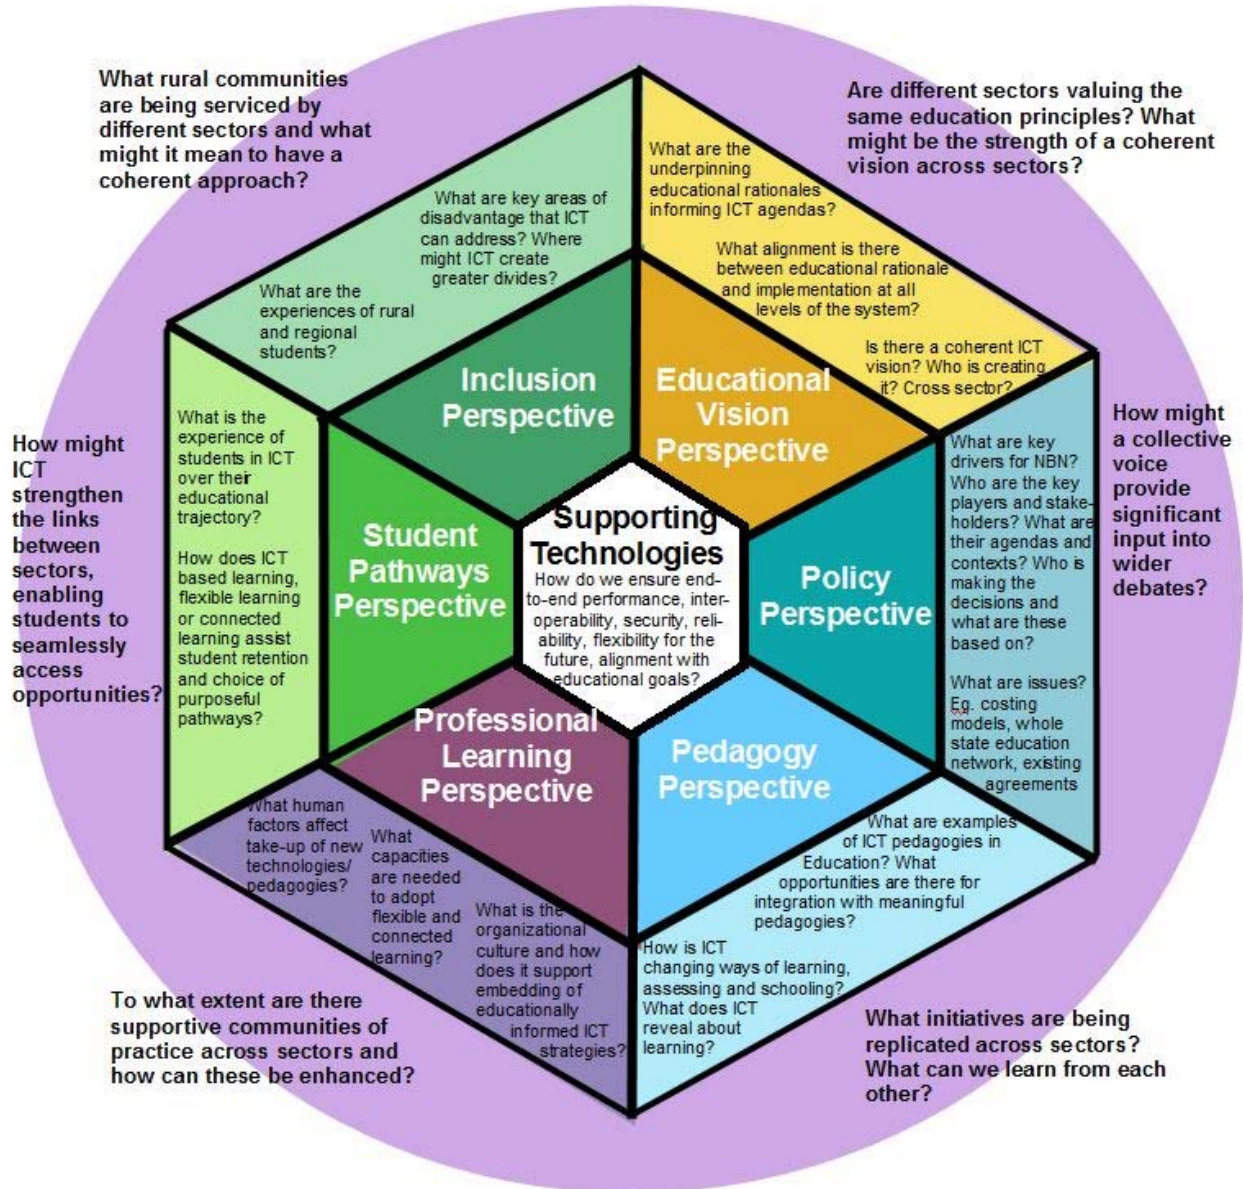 What rural communities
are being serviced by
different sectors and what
might it mean to have a
coherent approach?
Are different sectors valuing the
same education principles? What
might be the strength of a coherent
vision across sectors?
What are key areas of
disadvantage that ICT
can address? Where
might ICT create
greater divides?
What are the
experiences of rural
and regional
students?
Inclusion
Perspective
What are the
underpinning
educational rationales
informing ICT agendas?
What alignment is there
between educational rationale
and implementation at all
levels of the system?
Is there a coherent ICT
vision? Who is creating
it? Cross sector?
Educational
Vision
Perspective
How might
ICT
strengthen
the links
between
sectors,
enabling
students to
seamlessly
access
opportunities?
What is the
experience of
students in ICT
over their
educational
trajectory?
How does ICT
based learning,
flexible learning
or connected
learning assist
student retention
and choice of
purposeful
pathways?
Student
Pathways
Perspective
Supporting
Technologies
How do we ensure end-
to-end performance, inter-
operability, security, reli-
ability, flexibility for the
future, alignment with
educational goals?
Policy
Perspective
What are key
drivers for NBN?
Who are the key
players and stake-
holders? What are
their agendas and
contexts? Who is
making the
decisions and
what are these
based on?
What are issues?
Eg. costing
models, whole
state education
network, existing
agreements
How might
a collective
voice
provide
significant
input into
wider
debates?
Professional
Learning
Perspective
What human
factors affect
take-up of new
technologies/
pedagogies?
What
capacities
are needed
to adopt
flexible and
connected
learning?
What is the
organizational
culture and how
does it support
embedding of
educationally
informed ICT
strategies?
Pedagogy
Perspective
What are examples
of ICT pedagogies in
Education? What
opportunities are there for
integration with meaningful
pedagogies?
How is ICT
changing ways of learning,
assessing and schooling?
What does ICT
reveal about
learning?
To what extent are there
supportive communities of
practice across sectors and
how can these be enhanced?
What initiatives are being
replicated across sectors?
What can we learn from each
other?